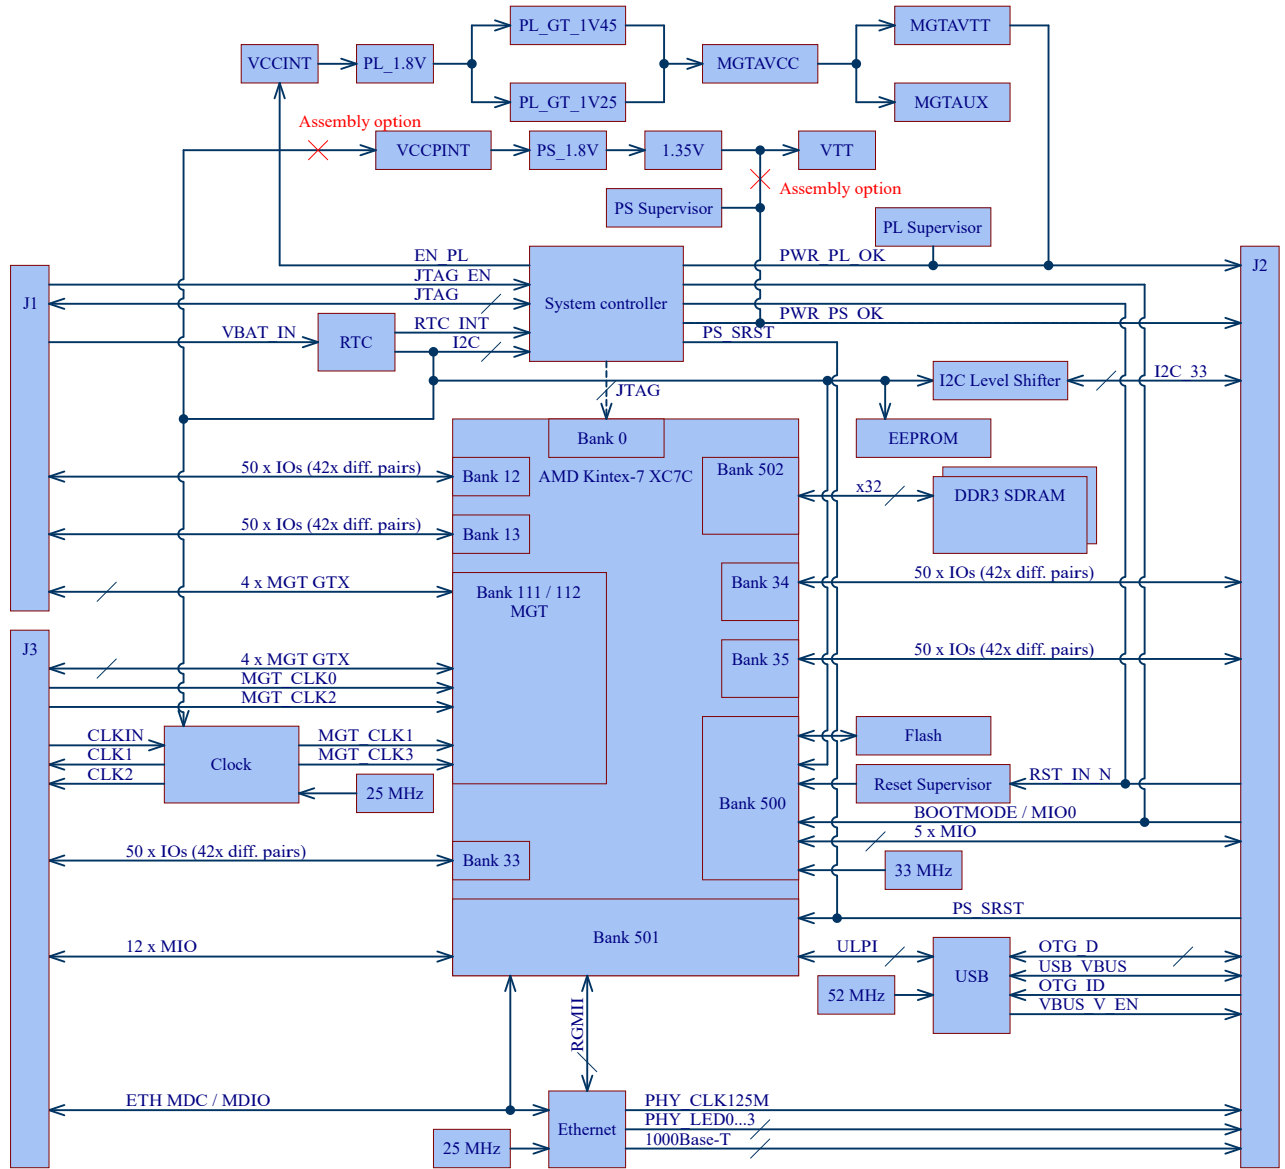 PL_GT_1V45
MGTAVTT
VCCINT
PL_1.8V
MGTAVCC
PL_GT_1V25
MGTAUX
Assembly option
VCCPINT
PS_1.8V
1.35V
VTT
Assembly option
PS Supervisor
PL Supervisor
EN_PL
PWR_PL_OK
J2
JTAG_EN
J1
JTAG
System controller
PWR_PS_OK
RTC_INT
VBAT_IN
PS_SRST
RTC
I2C
I2C Level Shifter
I2C_33
JTAG
Bank 0
EEPROM
50 x IOs (42x diff. pairs)
Bank 12
AMD Kintex-7 XC7C
Bank 502
x32
DDR3 SDRAM
50 x IOs (42x diff. pairs)
Bank 13
Bank 34
50 x IOs (42x diff. pairs)
4 x MGT GTX
Bank 111 / 112
MGT
J3
4 x MGT GTX
Bank 35
50 x IOs (42x diff. pairs)
MGT_CLK0
MGT_CLK2
CLKIN
MGT_CLK1
Flash
CLK1
Clock
MGT_CLK3
CLK2
25 MHz
Reset Supervisor
RST_IN_N
Bank 500
BOOTMODE / MIO0
5 x MIO
50 x IOs (42x diff. pairs)
Bank 33
33 MHz
PS_SRST
Bank 501
12 x MIO
ULPI
USB
OTG_D
USB_VBUS
52 MHz
OTG_ID
VBUS_V_EN
RGMII
ETH MDC / MDIO
PHY_CLK125M
Ethernet
PHY_LED0...3
25 MHz
1000Base-T